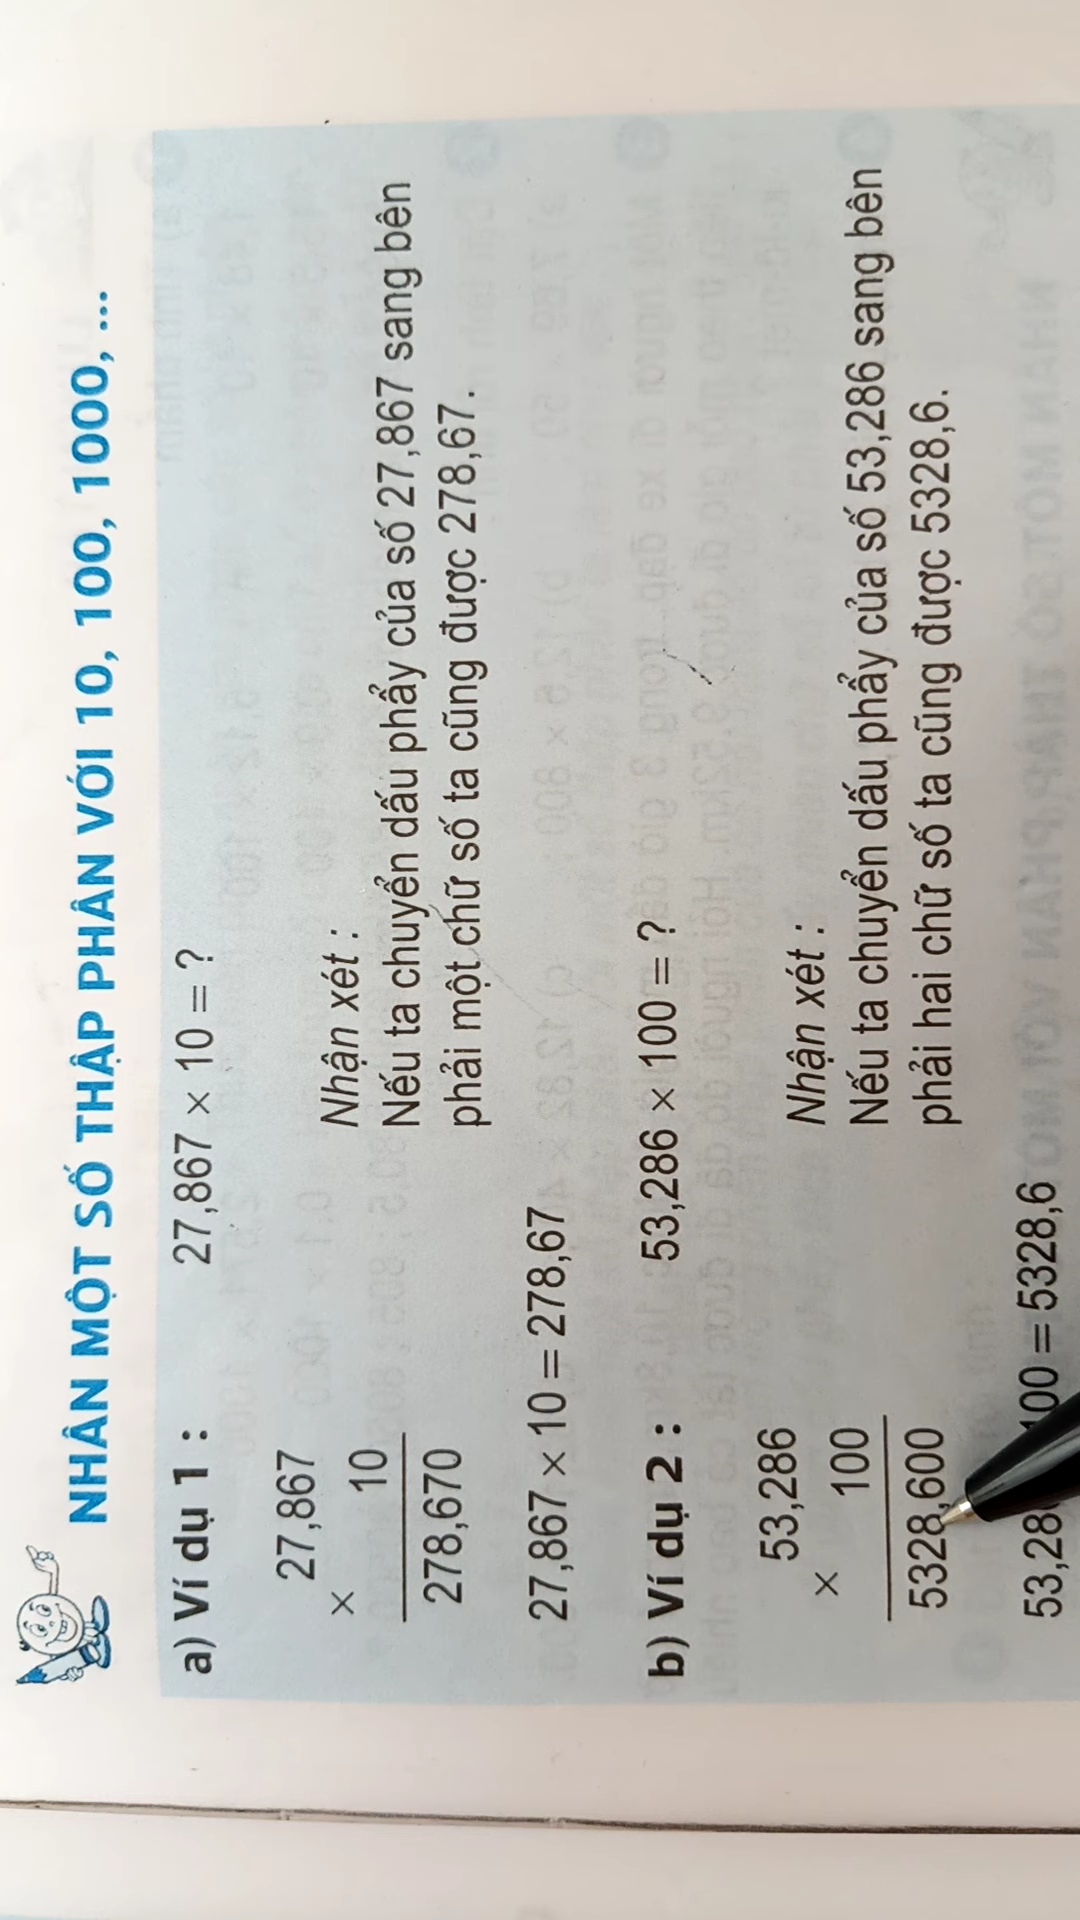 NHÂN MỘT SỐ THẬP PHÂN VỚI 10, 100, 1000, ...
a) Ví dụ 1 : 27,867 × 10 = ?
27,867
×
10
278,670
Nhận xét :
Nếu ta chuyển dấu phẩy của số 27,867 sang bên
phải một chữ số ta cũng được 278,67.
27,867 × 10 = 278,67
b) Ví dụ 2 : 53,286 × 100 = ?
53,286
×
100
5328,600
Nhận xét :
Nếu ta chuyển dấu phẩy của số 53,286 sang bên
phải hai chữ số ta cũng được 5328,6.
53,28 100 = 5328,6